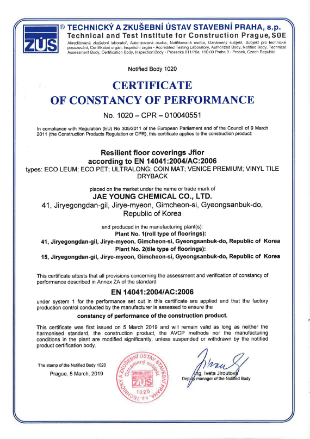 ® TECHNICKÝ A ZKUŠEBNÍ ÚSTAV STAVEBNÍ PRAHA, s.p.
Technical and Test Institute for Construction Prague, SOE
TZÚS
Notified Body 1020
CERTIFICATE
OF CONSTANCY OF PERFORMANCE
No. 1020 – CPR – 010040551
In compliance with Regulation (EU) No 305/2011 of the European Parliament and of the Council of 9 March
2011 (the Construction Products Regulation or CPR), this certificate applies to the construction product:
Resilient floor coverings Jflor
according to EN 14041:2004/AC:2006
types: ECO LEUM; ECO PET; ULTRALONG; COIN MAT; VENICE PREMIUM; VINYL TILE
DRYBACK
placed on the market under the name or trade mark of
JAE YOUNG CHEMICAL CO., LTD.
41, Jiryegongdan-gil, Jirye-myeon, Gimcheon-si, Gyeongsanbuk-do,
Republic of Korea
and produced in the manufacturing plant(s):
Plant No. 1(roll type of floorings):
41, Jiryegongdan-gil, Jirye-myeon, Gimcheon-si, Gyeongsanbuk-do, Republic of Korea
Plant No. 2(tile type of floorings):
15, Jiryegongdan-gil, Jirye-myeon, Gimcheon-si, Gyeongsanbuk-do, Republic of Korea
This certificate attests that all provisions concerning the assessment and verification of constancy of
performance described in Annex ZA of the standard
EN 14041:2004/AC:2006
under system 1 for the performance set out in this certificate are applied and that the factory
production control conducted by the manufacturer is assessed to ensure the
constancy of performance of the construction product.
This certificate was first issued on 5 March 2019 and will remain valid as long as neither the
harmonised standard, the construction product, the AVCP methods nor the manufacturing
conditions in the plant are modified significantly, unless suspended or withdrawn by the notified
product certification body.
The stamp of the Notified Body 1020
Prague, 5 March, 2019
TZÚS
1020
Ing. Iveta Jiroutová
manager of the Notified Body